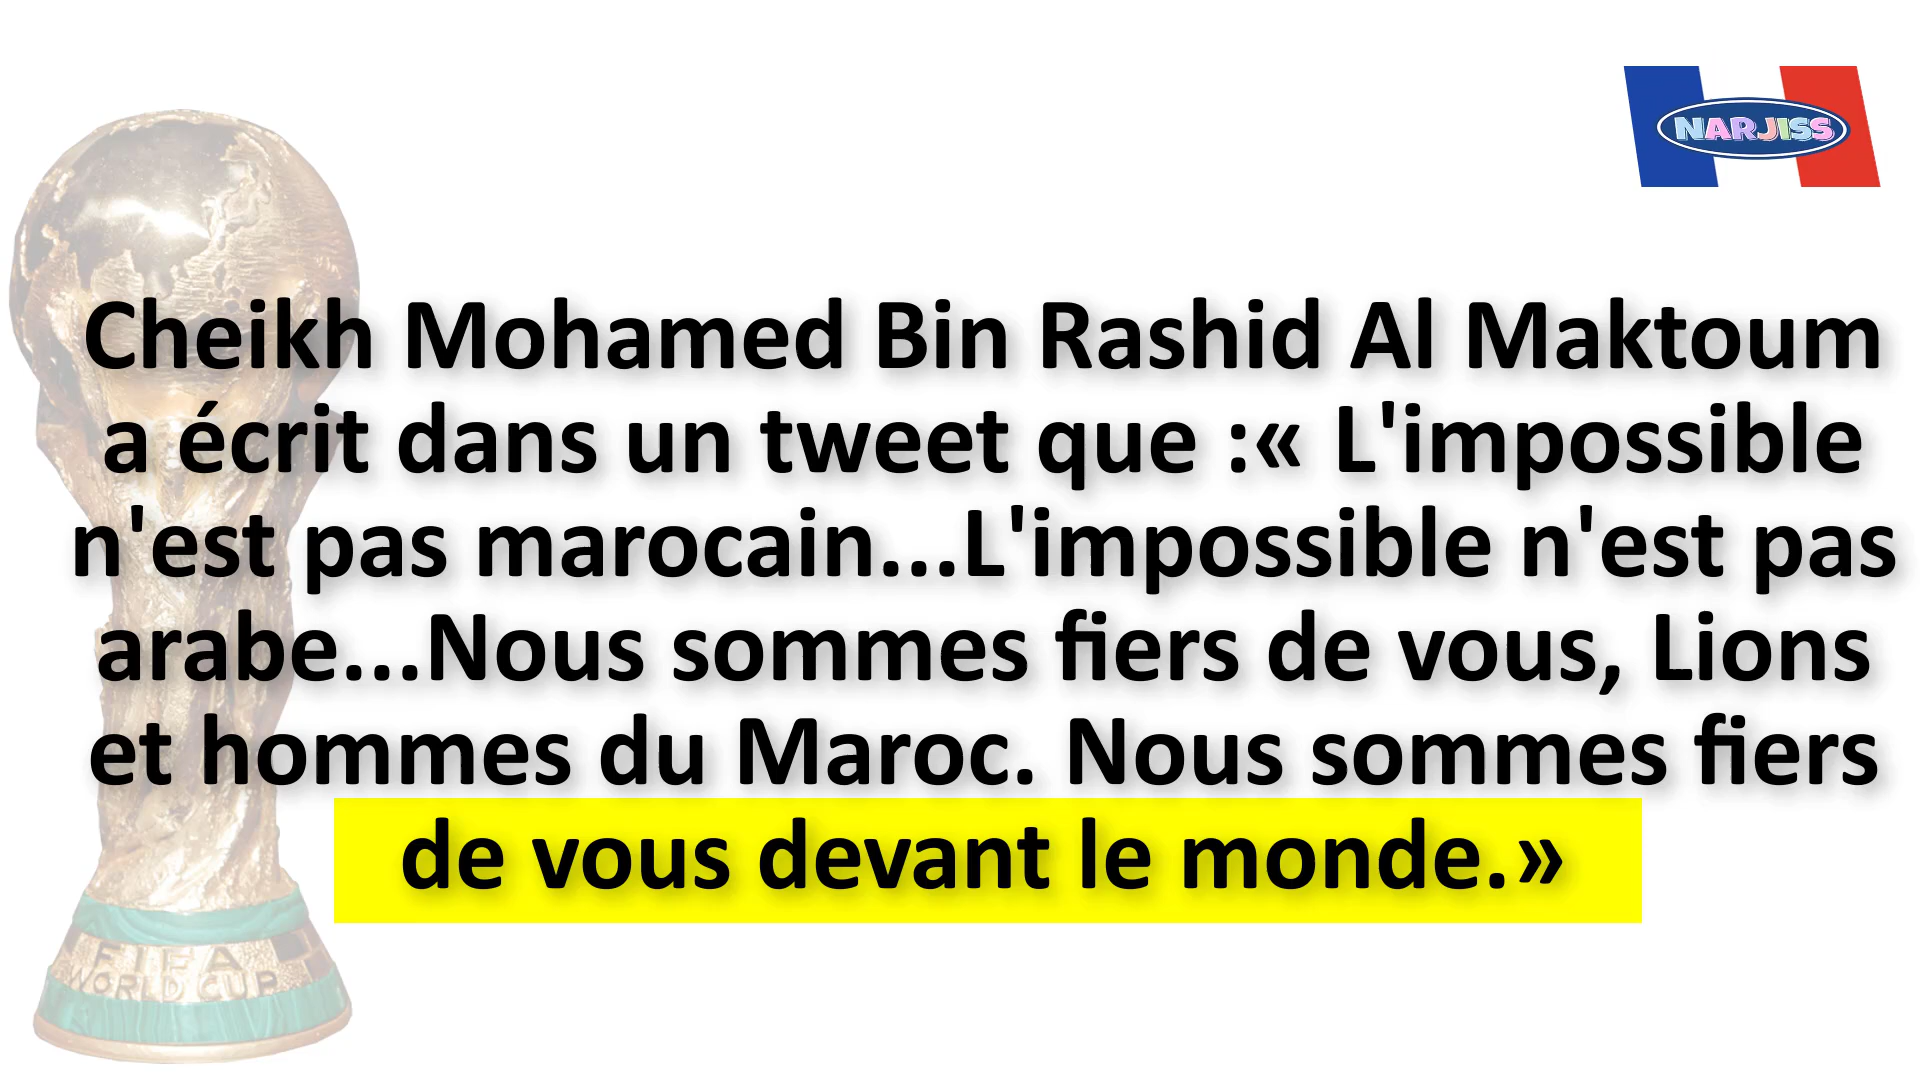 NARJISS
Cheikh Mohamed Bin Rashid Al Maktoum
a écrit dans un tweet que :« L'impossible
n'est pas marocain...L'impossible n'est pas
arabe...Nous sommes fiers de vous, Lions
et hommes du Maroc. Nous sommes fiers
de vous devant le monde.»
FIFA
WORLD CUP